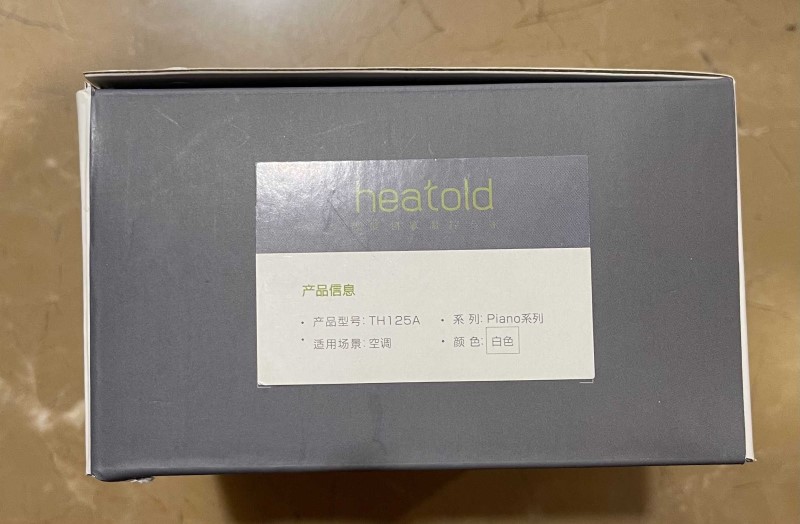 heatold
产品信息
· 产品型号: TH125A · 系 列: Piano系列
· 适用场景: 空调 · 颜 色: 白色